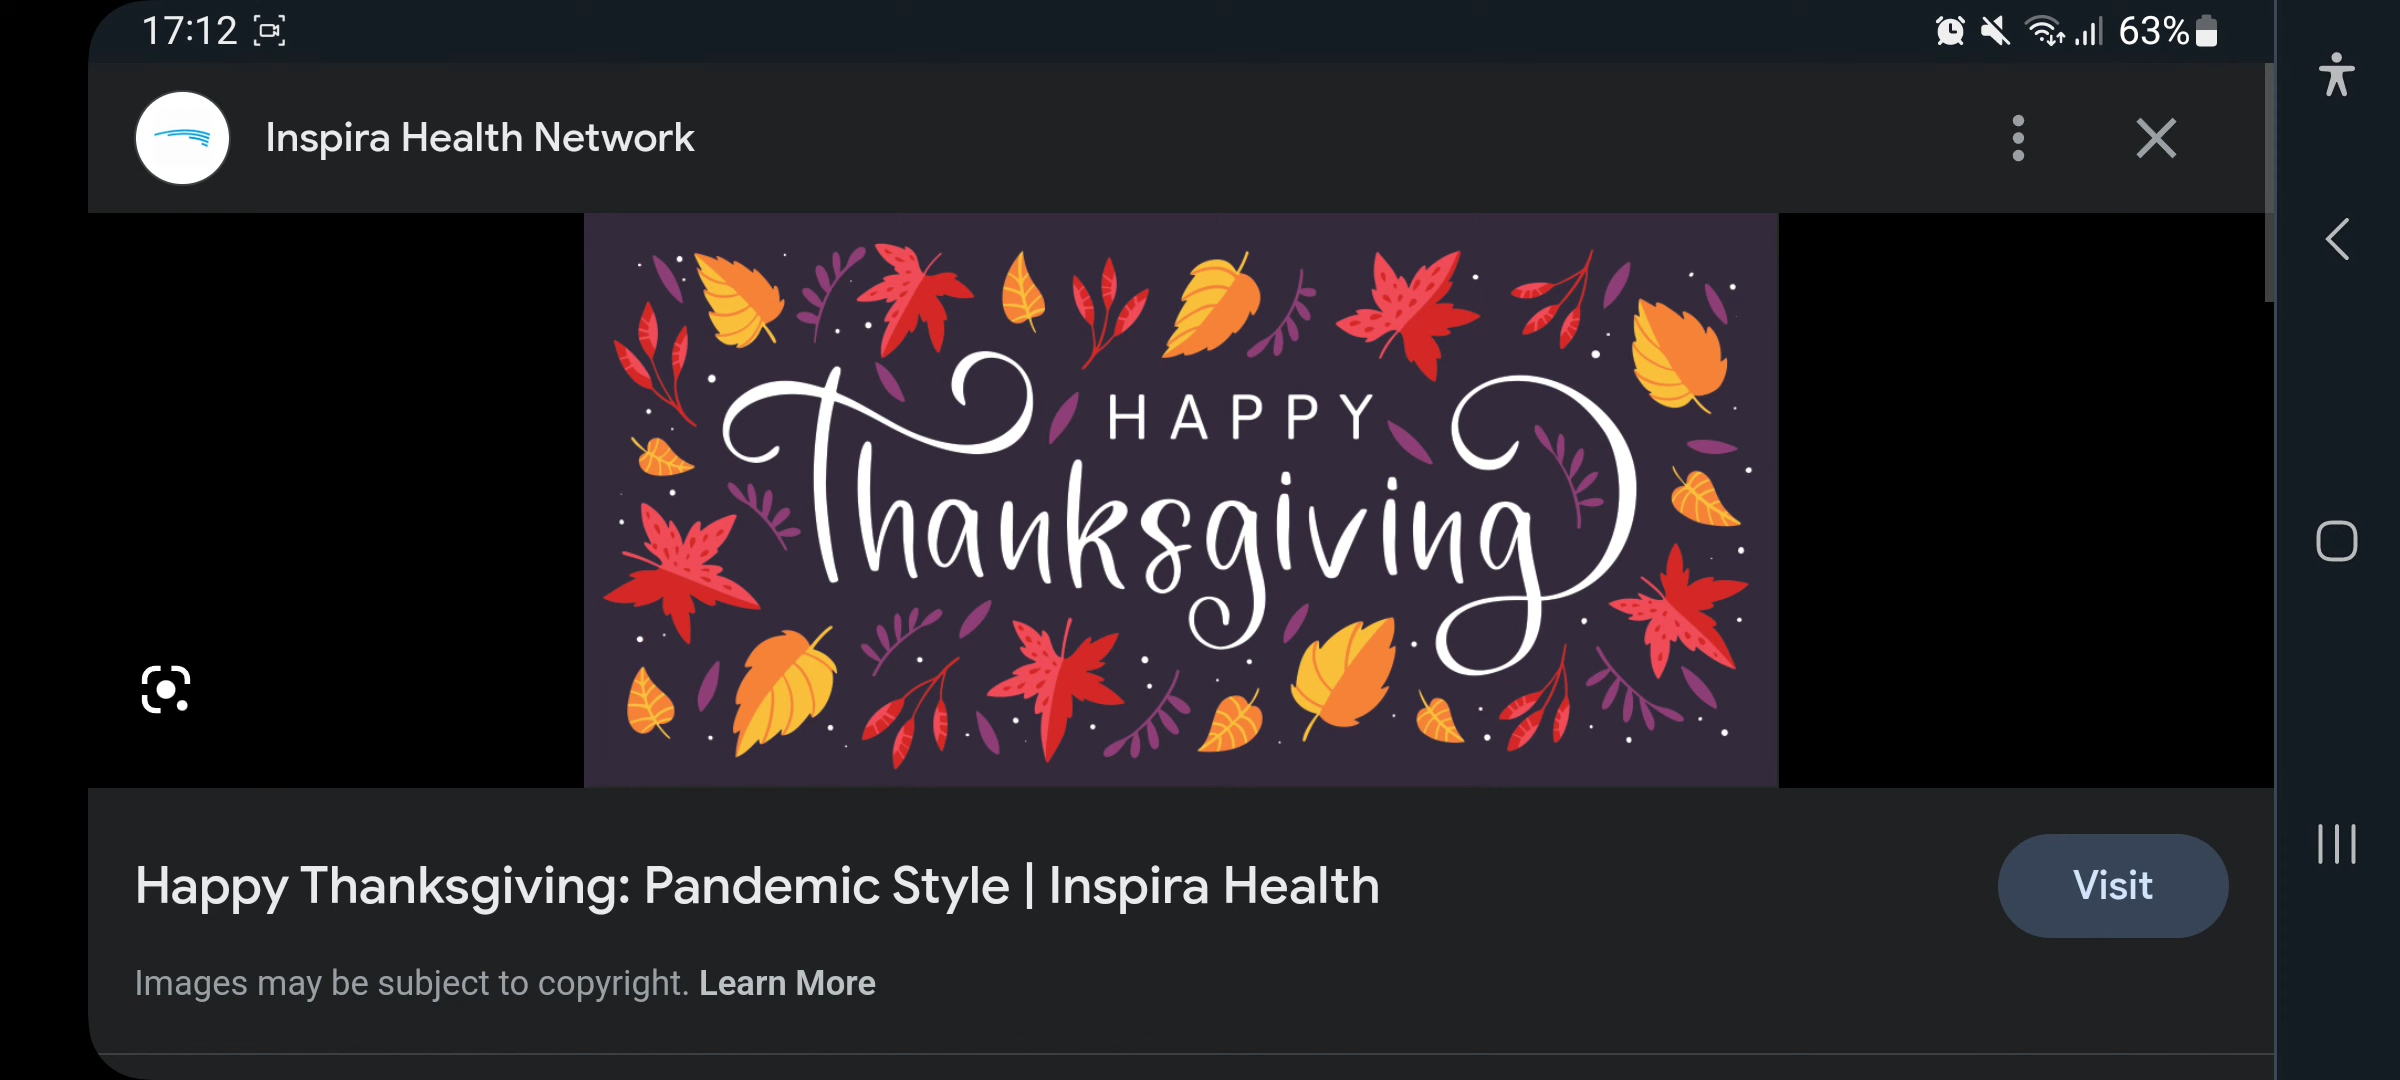 17:12
63%
Inspira Health Network
HAPPY
Thanksgiving
Happy Thanksgiving: Pandemic Style | Inspira Health
Visit
Images may be subject to copyright. Learn More